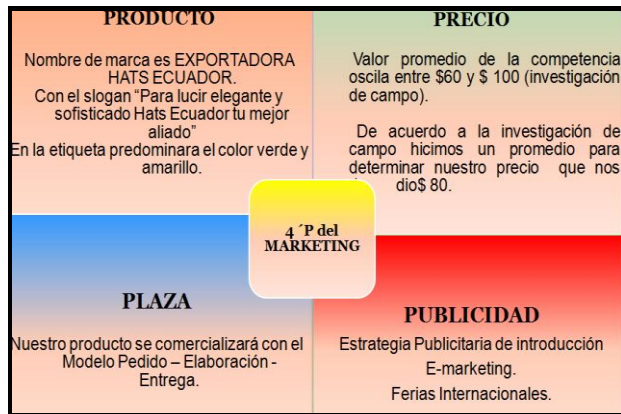 PRODUCTO
Nombre de marca es EXPORTADORA
HATS ECUADOR.
Con el slogan “Para lucir elegante y
sofisticado Hats Ecuador tu mejor
aliado”
En la etiqueta predominara el color verde y
amarillo.
PRECIO
Valor promedio de la competencia
oscila entre $60 y $ 100 (investigación
de campo).
De acuerdo a la investigación de
campo hicimos un promedio para
determinar nuestro precio que nos
dio$ 80.
4 ´P del
MARKETING
PLAZA
Nuestro producto se comercializará con el
Modelo Pedido – Elaboración -
Entrega.
PUBLICIDAD
Estrategia Publicitaria de introducción
E-marketing.
Ferias Internacionales.